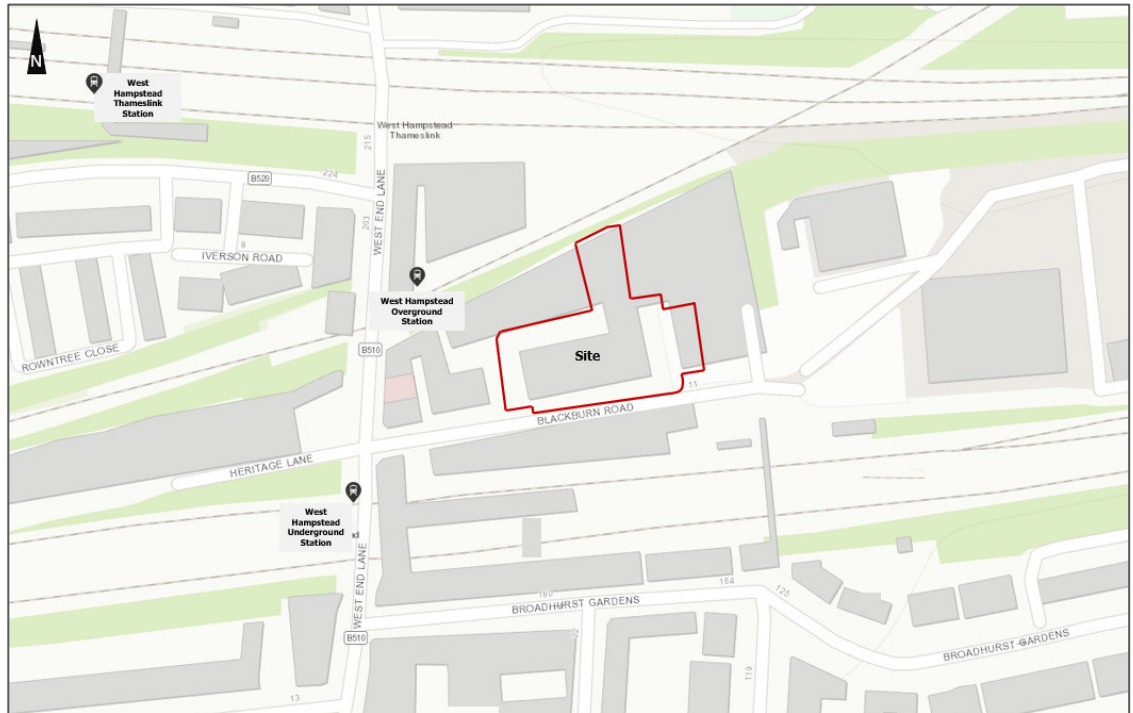 N
West
Hampstead
Thameslink
Station
West Hampstead
Thameslink
215
224
B520
203
WEST END LANE
8
IVERSON ROAD
West Hampstead
Overground
Station
ROWNTREE CLOSE
B510
Site
11
BLACKBURN ROAD
HERITAGE LANE
West
Hampstead
Underground
Station
WEST END LANE
180
184
125
BROADHURST GARDENS
B510
BROADHURST GARDENS
119
13